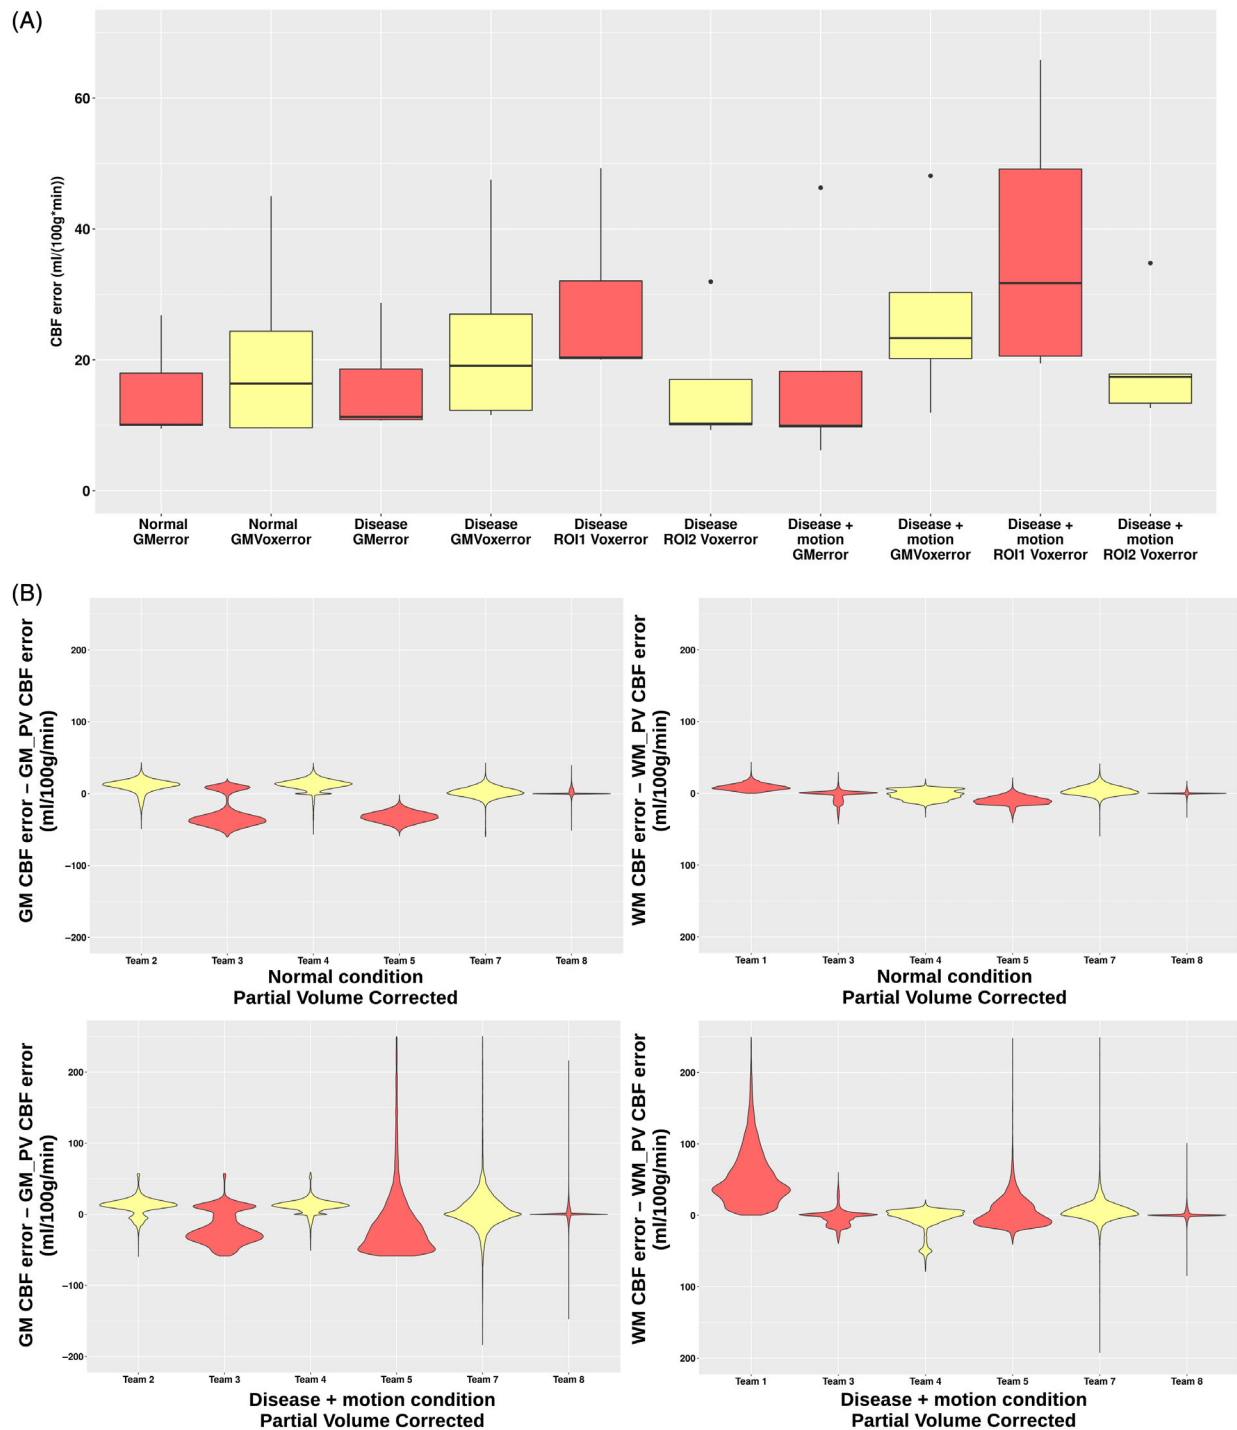 (A)
CBF error (ml/(100g*min))
60
40
20
0
Normal
GMerror
Normal
GMVoxerror
Disease
GMerror
Disease
GMVoxerror
Disease
ROI1 Voxerror
Disease
ROI2 Voxerror
Disease +
motion
GMerror
Disease +
motion
GMVoxerror
Disease +
motion
ROI1 Voxerror
Disease +
motion
ROI2 Voxerror
(B)
GM CBF error – GM_PV CBF error
(ml/100g/min)
200
100
0
−100
−200
Team 2
Team 3
Team 4
Team 5
Team 7
Team 8
Normal condition
Partial Volume Corrected
WM CBF error – WM_PV CBF error
(ml/100g/min)
200
100
0
100
200
Team 1
Team 3
Team 4
Team 5
Team 7
Team 8
Normal condition
Partial Volume Corrected
GM CBF error – GM_PV CBF error
(ml/100g/min)
200
100
0
−100
−200
Team 2
Team 3
Team 4
Team 5
Team 7
Team 8
Disease + motion condition
Partial Volume Corrected
WM CBF error – WM_PV CBF error
(ml/100g/min)
200
100
0
100
200
Team 1
Team 3
Team 4
Team 5
Team 7
Team 8
Disease + motion condition
Partial Volume Corrected